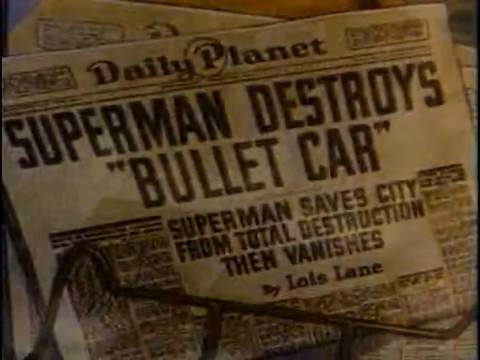 Daily Planet
SUPERMAN DESTROYS
"BULLET CAR"
SUPERMAN SAVES CITY
FROM TOTAL DESTRUCTION
THEN VANISHES
By Lois Lane